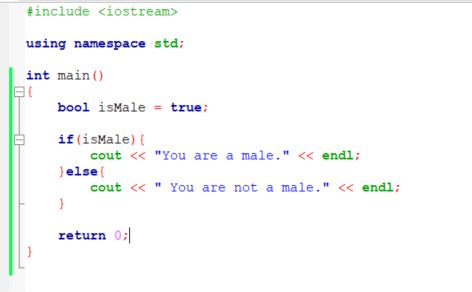 #include <iostream>
using namespace std;
int main()
{
bool isMale = true;
if(isMale){
cout << "You are a male." << endl;
}else{
cout << " You are not a male." << endl;
}
return 0;
}